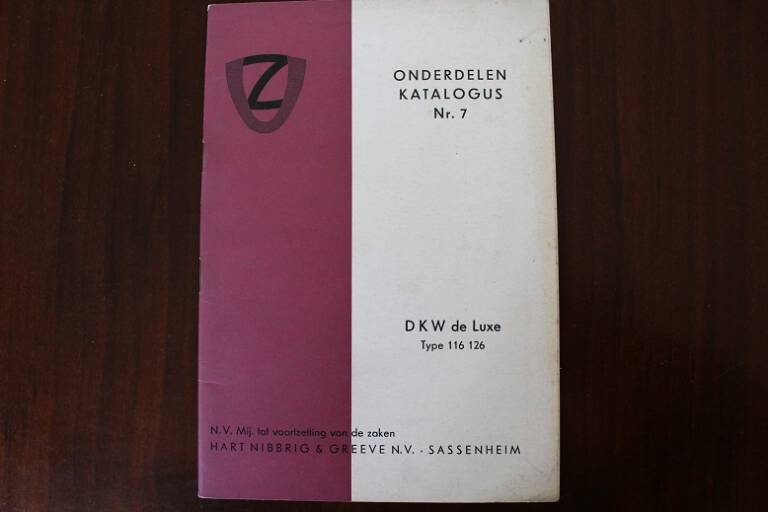 Z
ONDERDELEN
KATALOGUS
Nr. 7
DKW de Luxe
Type 116 126
N.V. Mij. tot voortzetting van de zaken
HART NIBBRIG & GREEVE N.V. - SASSENHEIM